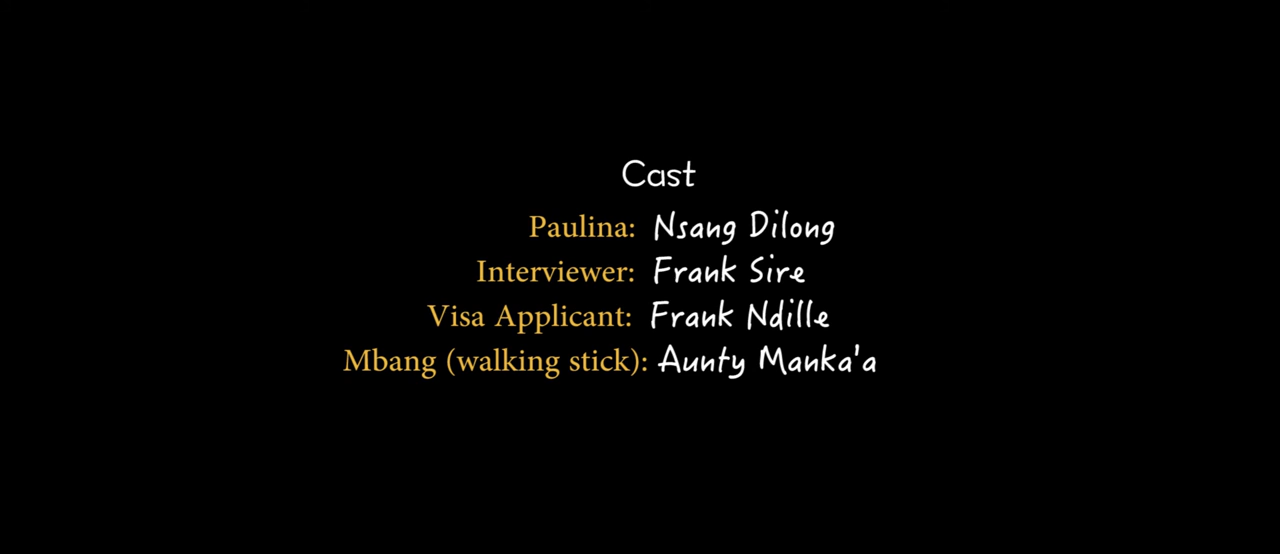 Cast
Paulina: Nsang Dilong
Interviewer: Frank Sire
Visa Applicant: Frank Ndille
Mbang (walking stick): Aunty Manka'a